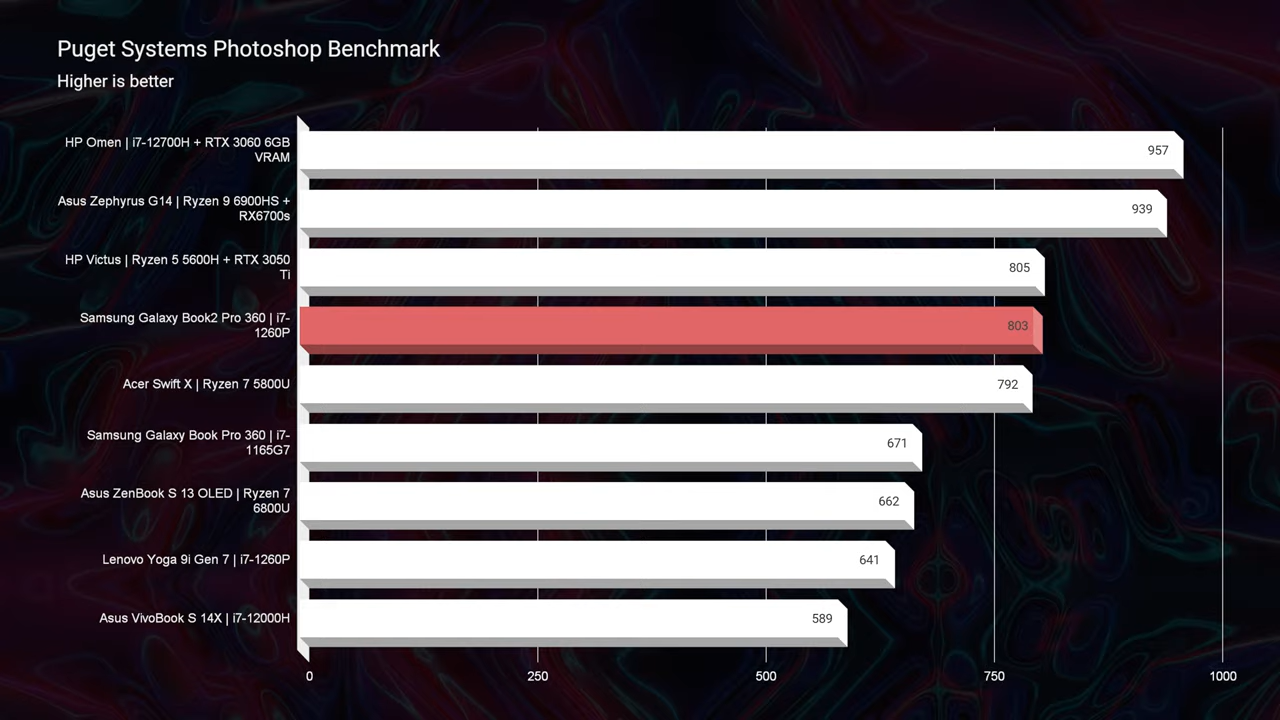 Puget Systems Photoshop Benchmark
Higher is better
HP Omen | i7-12700H + RTX 3060 6GB
VRAM
957
Asus Zephyrus G14 | Ryzen 9 6900HS +
RX6700s
939
HP Victus | Ryzen 5 5600H + RTX 3050
Ti
805
Samsung Galaxy Book2 Pro 360 | i7-
1260P
803
Acer Swift X | Ryzen 7 5800U
792
Samsung Galaxy Book Pro 360 | i7-
1165G7
671
Asus ZenBook S 13 OLED | Ryzen 7
6800U
662
Lenovo Yoga 9i Gen 7 | i7-1260P
641
Asus VivoBook S 14X | i7-12000H
589
0 250 500 750 1000